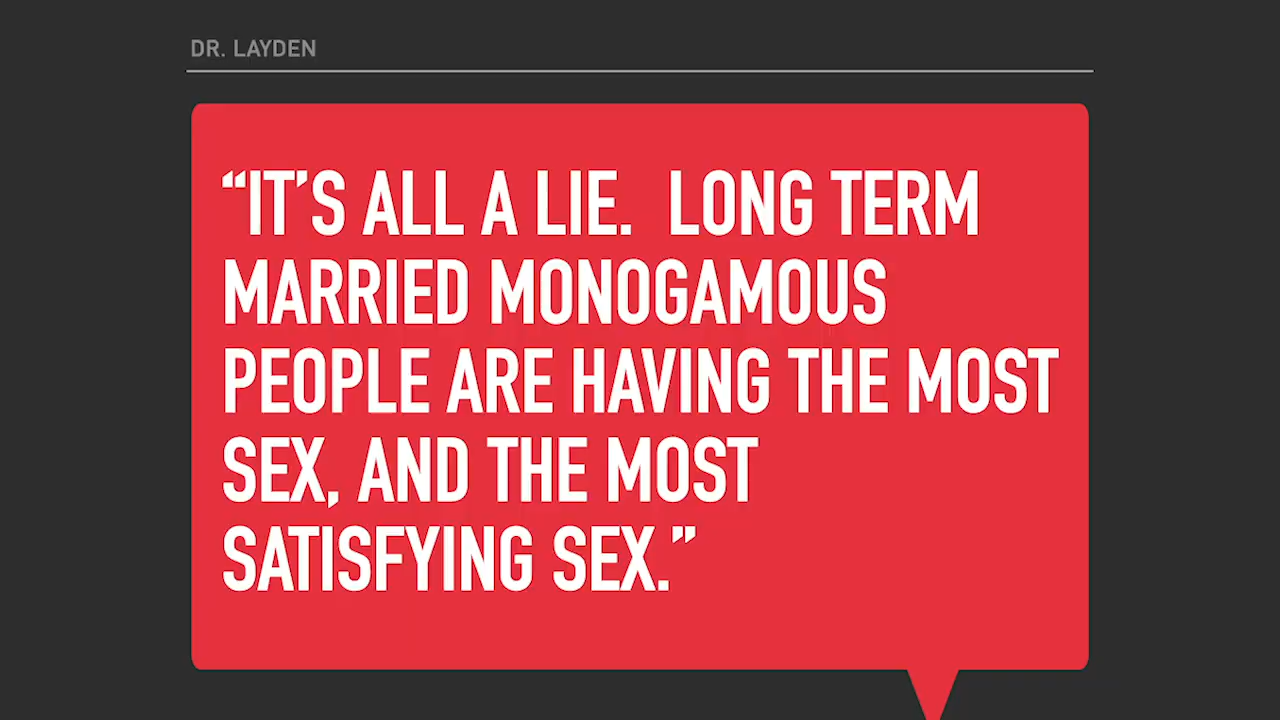 DR. LAYDEN
“IT’S ALL A LIE.  LONG TERM
MARRIED MONOGAMOUS
PEOPLE ARE HAVING THE MOST
SEX, AND THE MOST
SATISFYING SEX.”